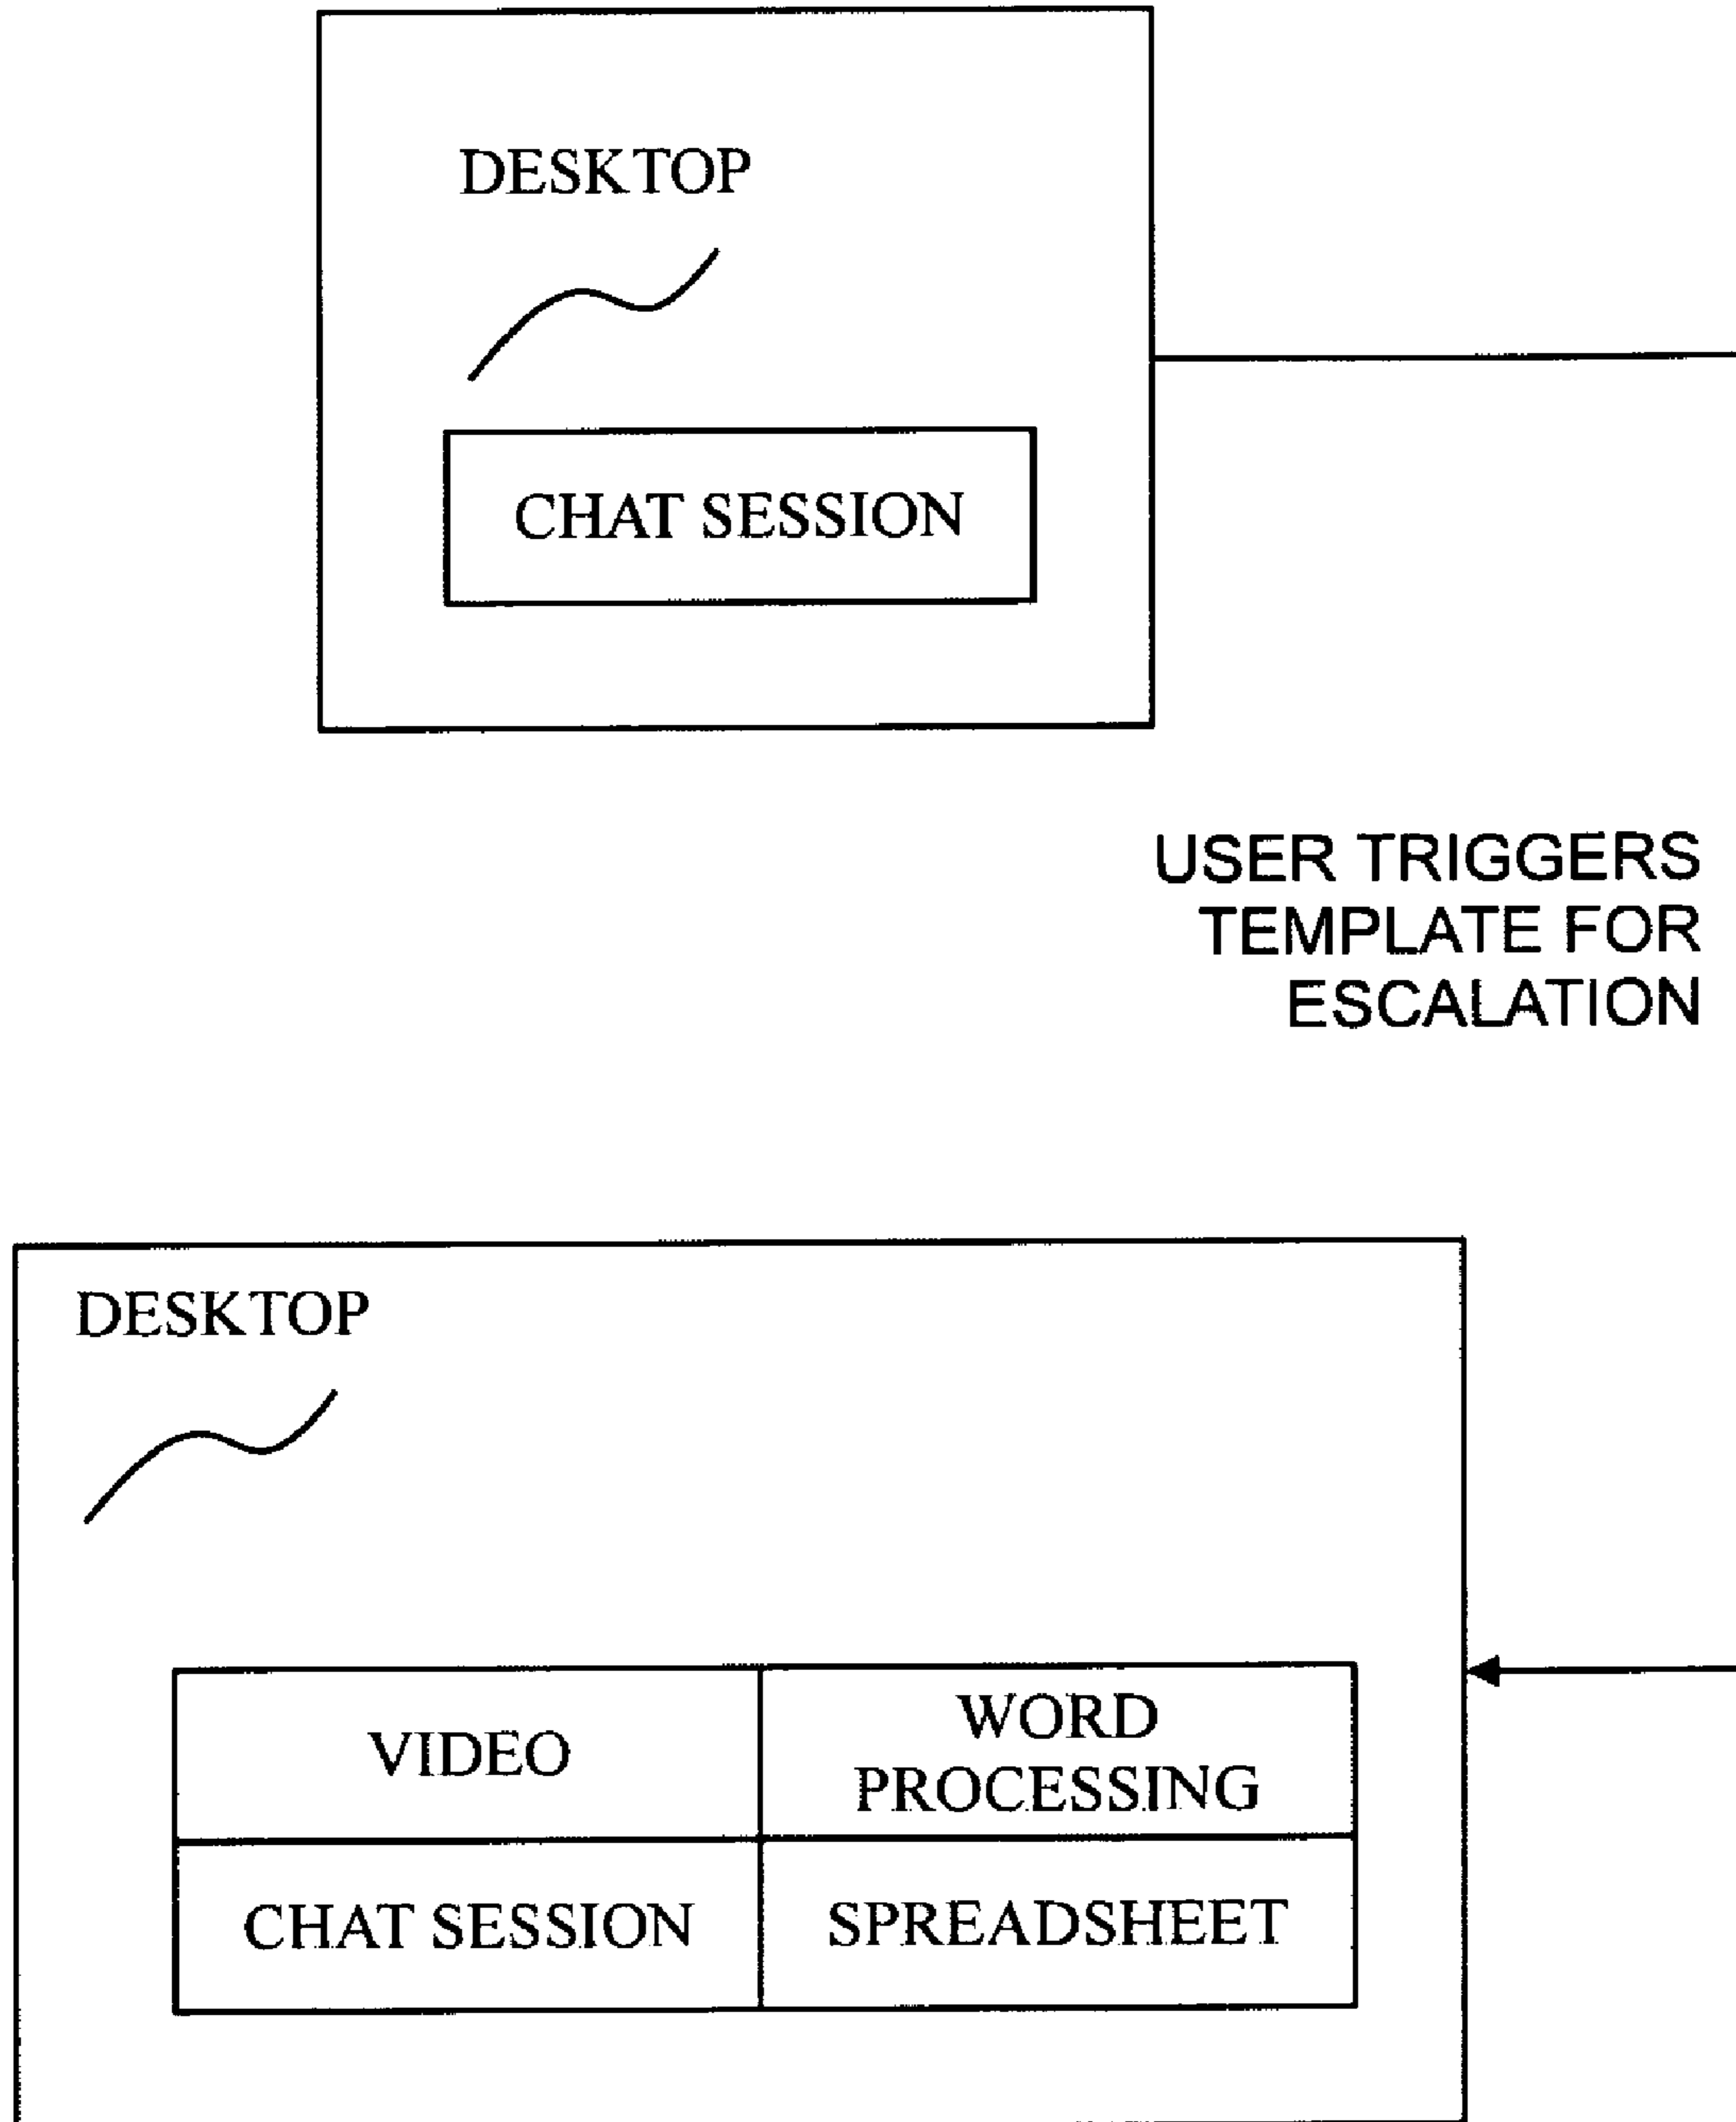 DESKTOP
CHAT SESSION
USER TRIGGERS
TEMPLATE FOR
ESCALATION
DESKTOP
VIDEO
WORD
PROCESSING
CHAT SESSION
SPREADSHEET